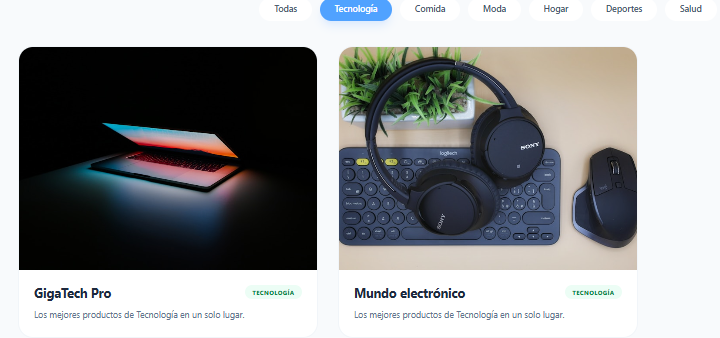 Todas Tecnología Comida Moda Hogar Deportes Salud
logitech
SONY
SONY
GigaTech Pro TECNOLOGÍA Mundo electrónico TECNOLOGÍA
Los mejores productos de Tecnología en un solo lugar. Los mejores productos de Tecnología en un solo lugar.